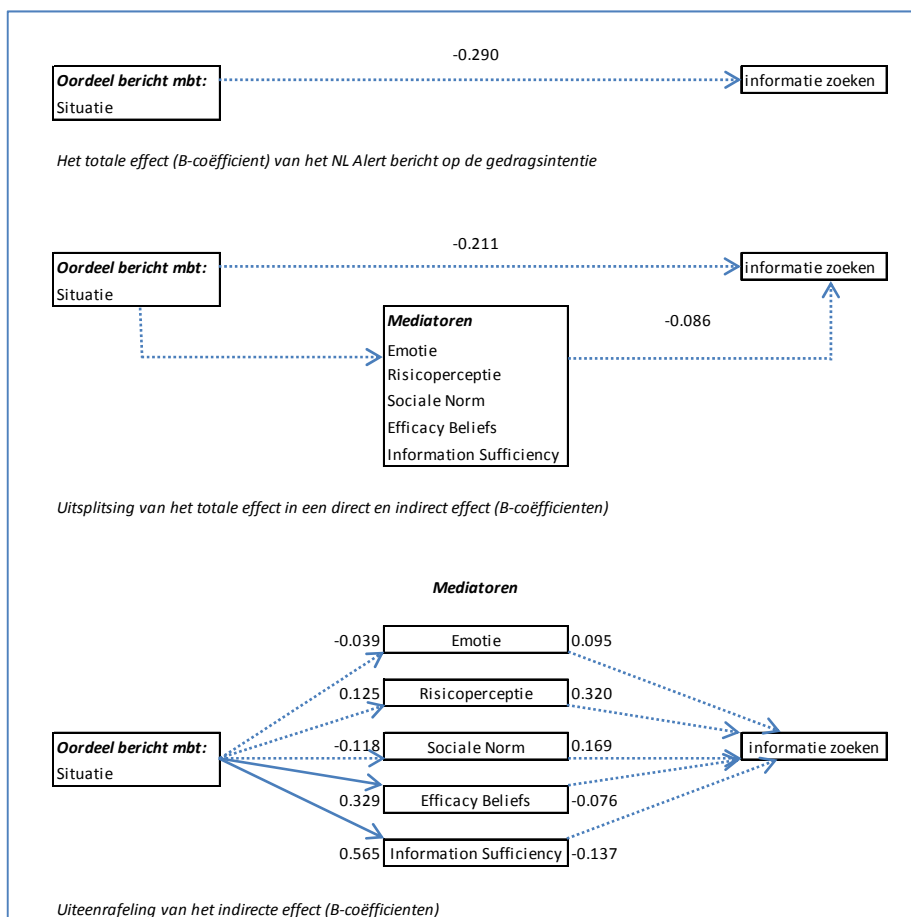 -0.290
Oordeel bericht mbt:
informatie zoeken
Situatie
Het totale effect (B-coëfficient) van het NL Alert bericht op de gedragsintentie
-0.211
Oordeel bericht mbt:
informatie zoeken
Situatie
Mediatoren
-0.086
Emotie
Risicoperceptie
Sociale Norm
Efficacy Beliefs
Information Sufficiency
Uitsplitsing van het totale effect in een direct en indirect effect (B-coëfficienten)
Mediatoren
-0.039 Emotie 0.095
0.125 Risicoperceptie 0.320
Oordeel bericht mbt: -0.118 Sociale Norm 0.169 informatie zoeken
Situatie
0.329 Efficacy Beliefs -0.076
0.565 Information Sufficiency -0.137
Uiteenrafeling van het indirecte effect (B-coëfficienten)